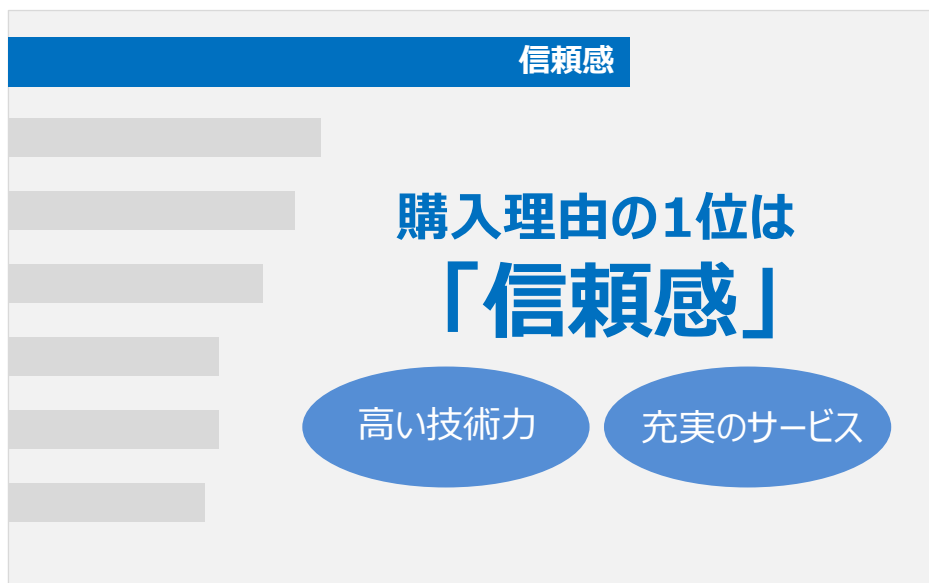 信頼感
購入理由の1位は
「信頼感」
高い技術力
充実のサービス